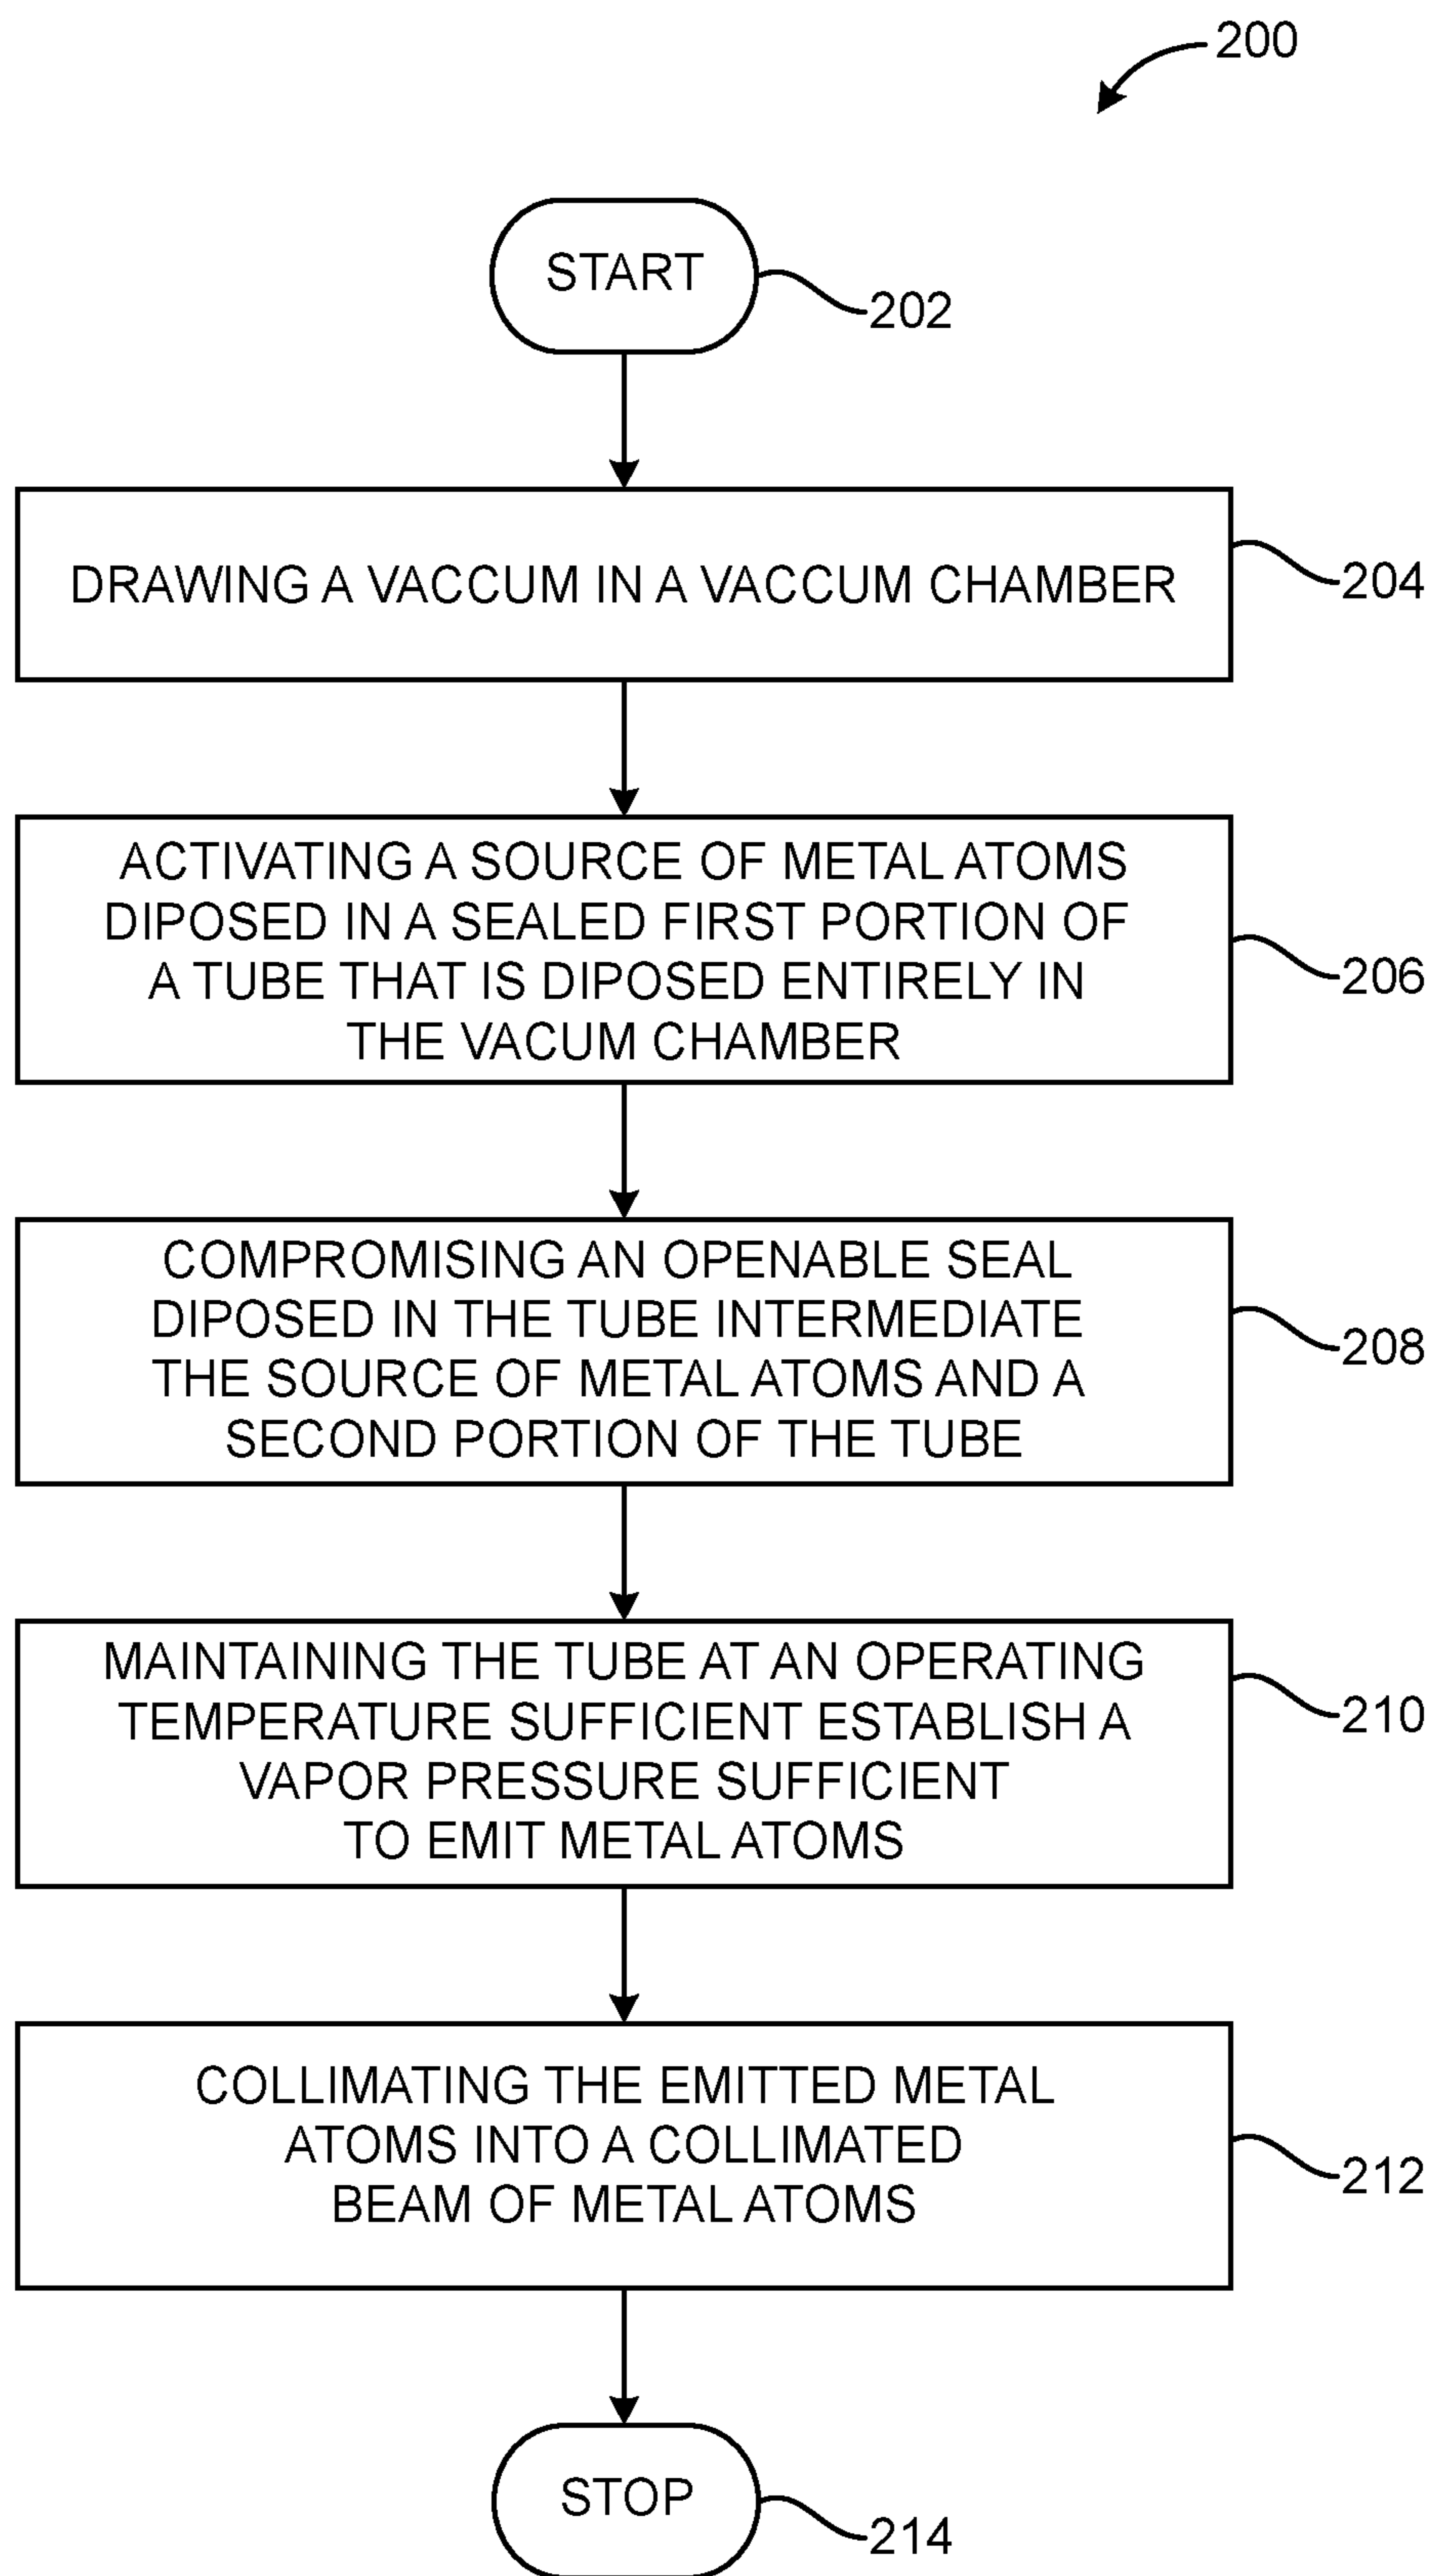 200
START
202
DRAWING A VACCUM IN A VACCUM CHAMBER
204
ACTIVATING A SOURCE OF METAL ATOMS
DIPOSED IN A SEALED FIRST PORTION OF
A TUBE THAT IS DIPOSED ENTIRELY IN
THE VACUM CHAMBER
206
COMPROMISING AN OPENABLE SEAL
DIPOSED IN THE TUBE INTERMEDIATE
THE SOURCE OF METAL ATOMS AND A
SECOND PORTION OF THE TUBE
208
MAINTAINING THE TUBE AT AN OPERATING
TEMPERATURE SUFFICIENT ESTABLISH A
VAPOR PRESSURE SUFFICIENT
TO EMIT METAL ATOMS
210
COLLIMATING THE EMITTED METAL
ATOMS INTO A COLLIMATED
BEAM OF METAL ATOMS
212
STOP
214